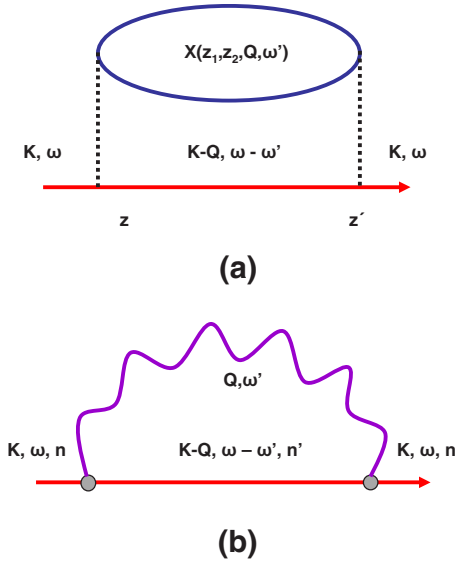 X(z₁,z₂,Q,ω’)
K, ω K-Q, ω - ω’ K, ω
z z´
(a)
Q,ω’
K, ω, n K-Q, ω – ω’, n’ K, ω, n
(b)